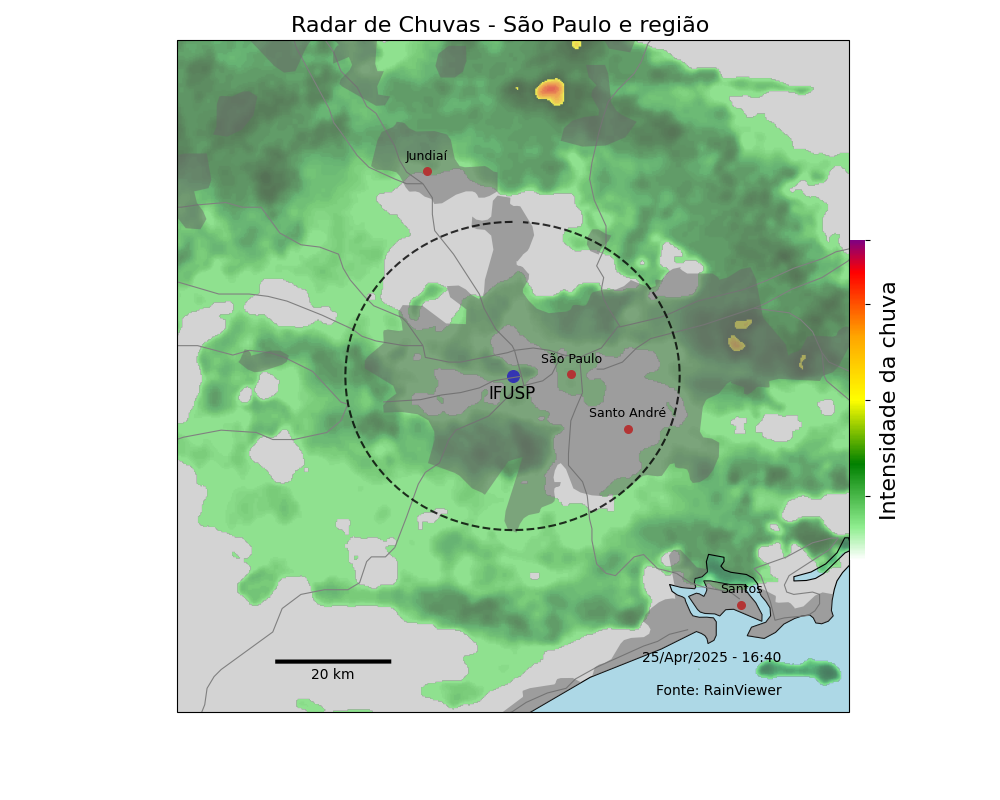 Radar de Chuvas - São Paulo e região
Jundiaí
São Paulo
IFUSP
Santo André
Santos
25/Apr/2025 - 16:40
20 km
Fonte: RainViewer
Intensidade da chuva